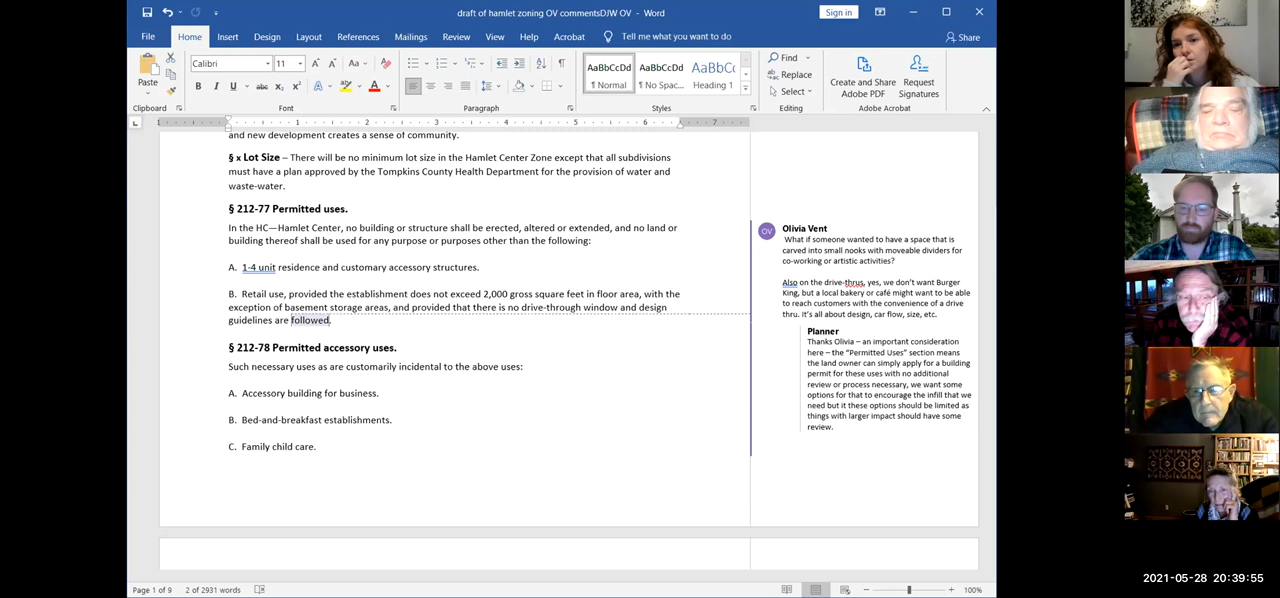 draft of hamlet zoning OV commentsDJW OV - Word
Sign in
File Home Insert Design Layout References Mailings Review View Help Acrobat Tell me what you want to do Share
Paste
Calibri 11
Aa
B I U abc x₂ x² A A
AaBbCcDd AaBbCcDd AaBbCc
¶ Normal ¶ No Spac... Heading 1
Find
Replace
Select
Create and Share Adobe PDF
Request Signatures
Clipboard Font Paragraph Styles Editing Adobe Acrobat
1 1 2 3 4 5 6 7
and new development creates a sense of community.
§ x Lot Size – There will be no minimum lot size in the Hamlet Center Zone except that all subdivisions
must have a plan approved by the Tompkins County Health Department for the provision of water and
waste-water.
§ 212-77 Permitted uses.
In the HC—Hamlet Center, no building or structure shall be erected, altered or extended, and no land or
building thereof shall be used for any purpose or purposes other than the following:
A. 1-4 unit residence and customary accessory structures.
B. Retail use, provided the establishment does not exceed 2,000 gross square feet in floor area, with the
exception of basement storage areas, and provided that there is no drive-through window and design
guidelines are followed.
§ 212-78 Permitted accessory uses.
Such necessary uses as are customarily incidental to the above uses:
A. Accessory building for business.
B. Bed-and-breakfast establishments.
C. Family child care.
OV
Olivia Vent
What if someone wanted to have a space that is
carved into small nooks with moveable dividers for
co-working or artistic activities?
Also on the drive-thrus, yes, we don't want Burger
King, but a local bakery or café might want to be able
to reach customers with the convenience of a drive
thru. it's all about design, car flow, size, etc.
Planner
Thanks Olivia – an important consideration
here – the "Permitted Uses" section means
the land owner can simply apply for a building
permit for these uses with no additional
review or process necessary, we want some
options for that to encourage the infill that we
need but it these options should be limited as
things with larger impact should have some
review.
Page 1 of 9 2 of 2931 words
100%
2021-05-28 20:39:55